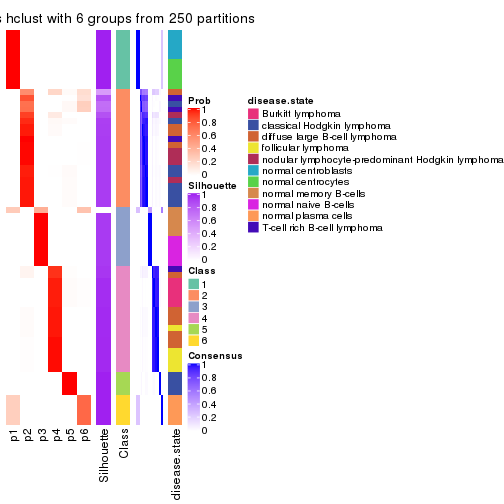 s hclust with 6 groups from 250 partitions
Prob
1
0.8
0.6
0.4
0.2
0
Silhouette
1
0.8
0.6
0.4
0.2
0
Class
1
2
3
4
5
6
Consensus
1
0.8
0.6
0.4
0.2
0
disease.state
Burkitt lymphoma
classical Hodgkin lymphoma
diffuse large B-cell lymphoma
follicular lymphoma
nodular lymphocyte-predominant Hodgkin lymphoma
normal centroblasts
normal centrocytes
normal memory B-cells
normal naive B-cells
normal plasma cells
T-cell rich B-cell lymphoma
p1
p2
p3
p4
p5
p6
Silhouette
Class
disease.state